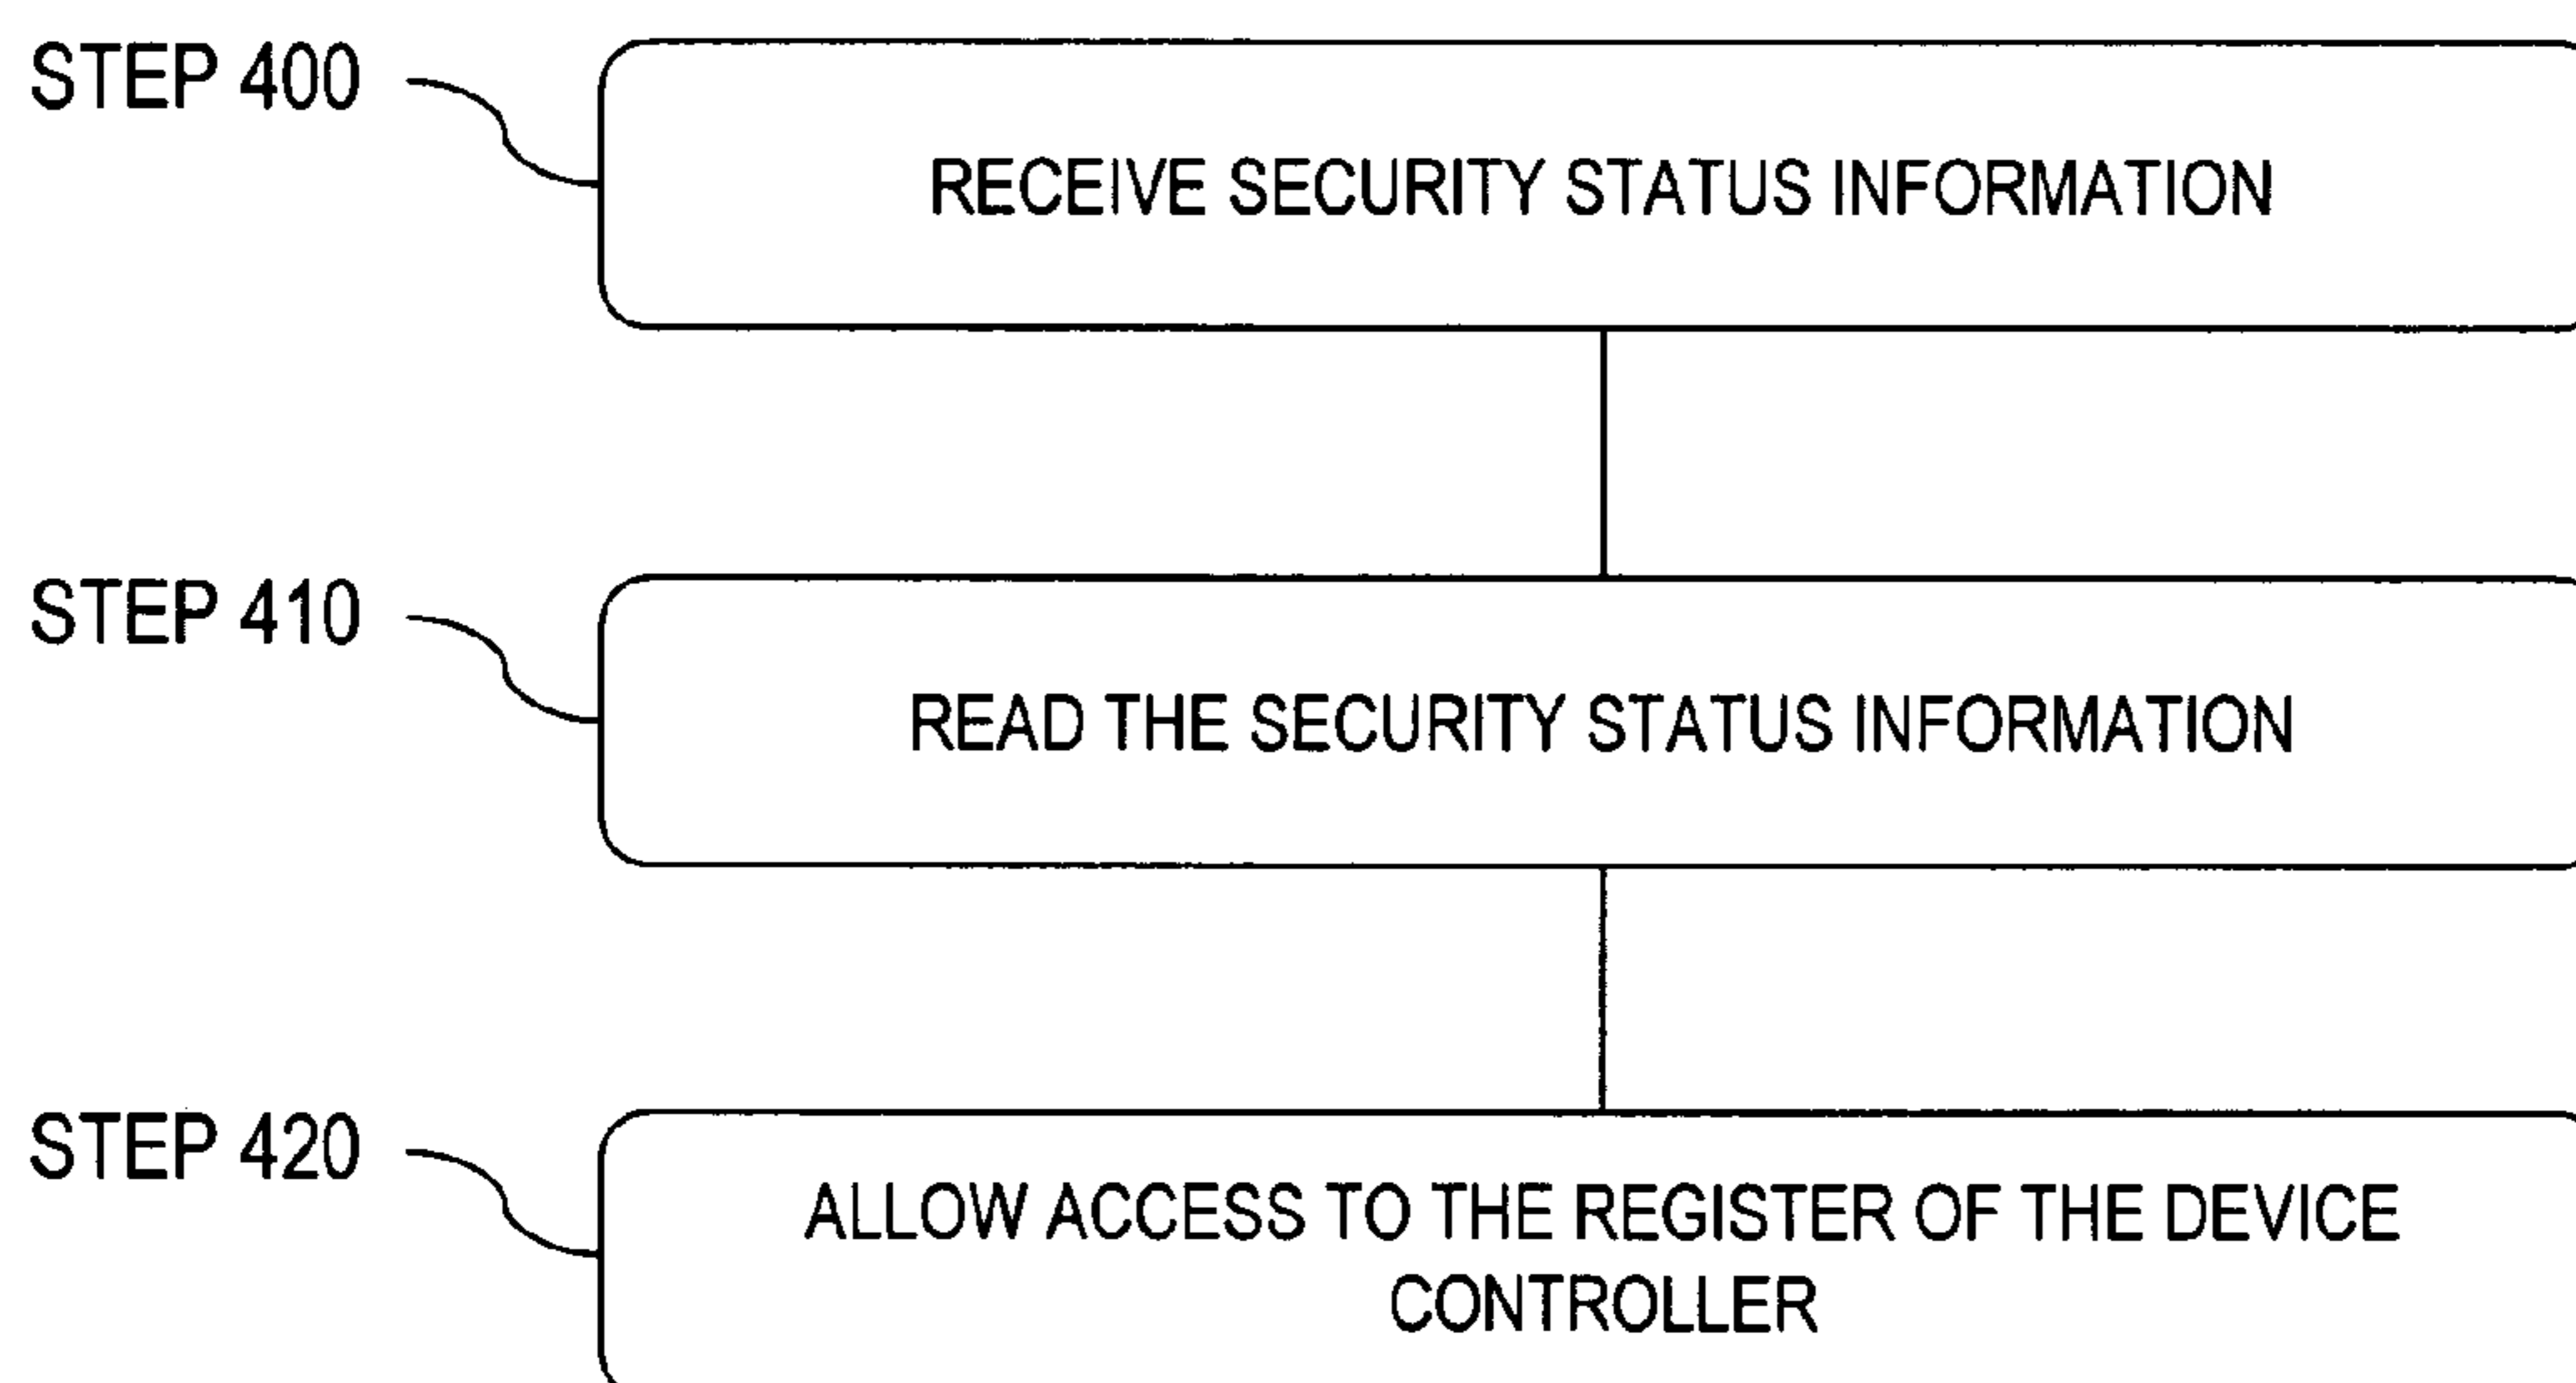 STEP 400
RECEIVE SECURITY STATUS INFORMATION
STEP 410
READ THE SECURITY STATUS INFORMATION
STEP 420
ALLOW ACCESS TO THE REGISTER OF THE DEVICE
CONTROLLER